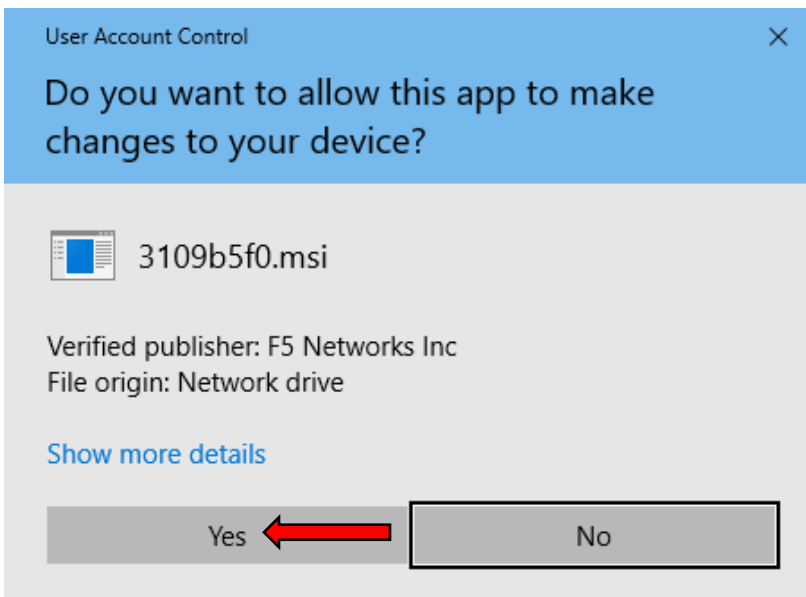 User Account Control
Do you want to allow this app to make
changes to your device?
3109b5f0.msi
Verified publisher: F5 Networks Inc
File origin: Network drive
Show more details
Yes
No